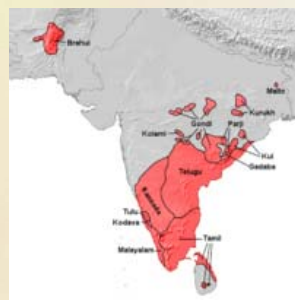 Brahui
Malto
Kurukh
Gondi
Parji
Kolami
Kui
Gadaba
Telugu
Kannada
Tulu
Kodava
Malayalam
Tamil